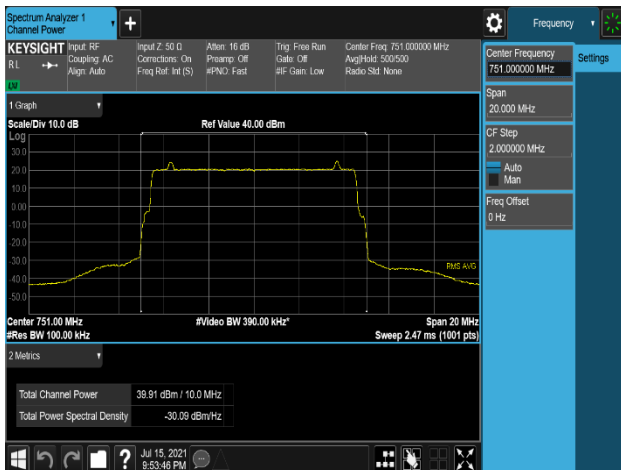 Spectrum Analyzer 1
Channel Power
Frequency
KEYSIGHT
R L
Input: RF
Coupling: AC
Align: Auto
Input Z: 50 Ω
Corrections: On
Freq Ref: Int (S)
Atten: 16 dB
Preamp: Off
#PNO: Fast
Trig: Free Run
Gate: Off
#IF Gain: Low
Center Freq: 751.000000 MHz
Avg|Hold: 500/500
Radio Std: None
1 Graph
Scale/Div 10.0 dB
Ref Value 40.00 dBm
Log
30.0
20.0
10.0
0.00
-10.0
-20.0
-30.0
-40.0
-50.0
RMS AVG
Center 751.00 MHz
#Video BW 390.00 kHz*
Span 20 MHz
#Res BW 100.00 kHz
Sweep 2.47 ms (1001 pts)
2 Metrics
Total Channel Power
39.91 dBm / 10.0 MHz
Total Power Spectral Density
-30.09 dBm/Hz
Jul 15, 2021
9:53:46 PM
Center Frequency
751.000000 MHz
Settings
Span
20.000 MHz
CF Step
2.000000 MHz
Auto
Man
Freq Offset
0 Hz